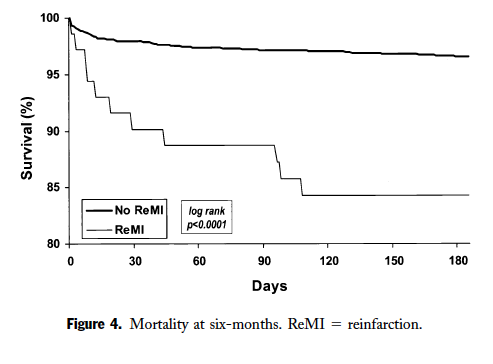 100
95
90
85
80
Survival (%)
No ReMI
ReMI
log rank
p<0.0001
0 30 60 90 120 150 180
Days
Figure 4. Mortality at six-months. ReMI = reinfarction.